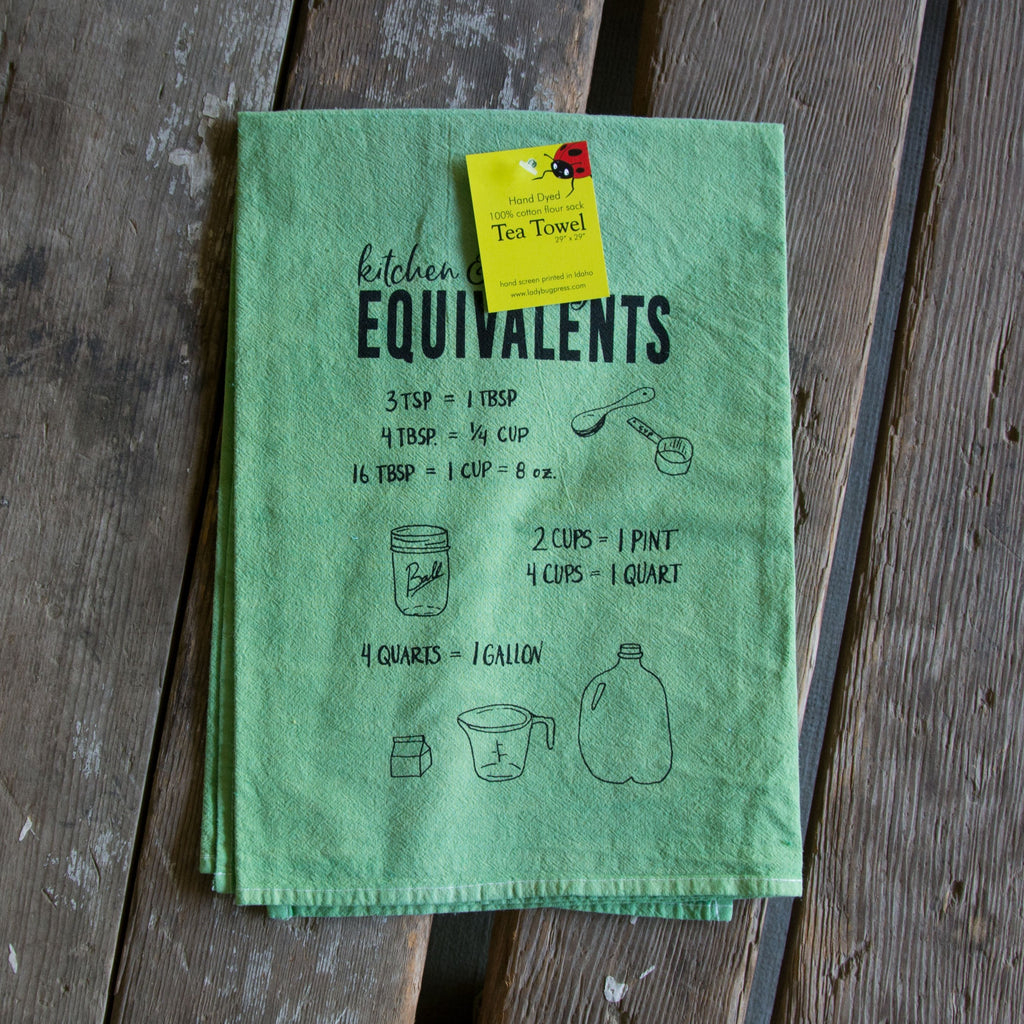 Hand Dyed
100% cotton flour sack
Tea Towel
29" x 29"
hand screen printed in Idaho
www.ladybugpress.com
kitchen
EQUIVALENTS
3 TSP = 1 TBSP
4 TBSP. = ¼ CUP
16 TBSP = 1 CUP = 8 oz.
1 CUP
Ball
2 CUPS = 1 PINT
4 CUPS = 1 QUART
4 QUARTS = 1 GALLON